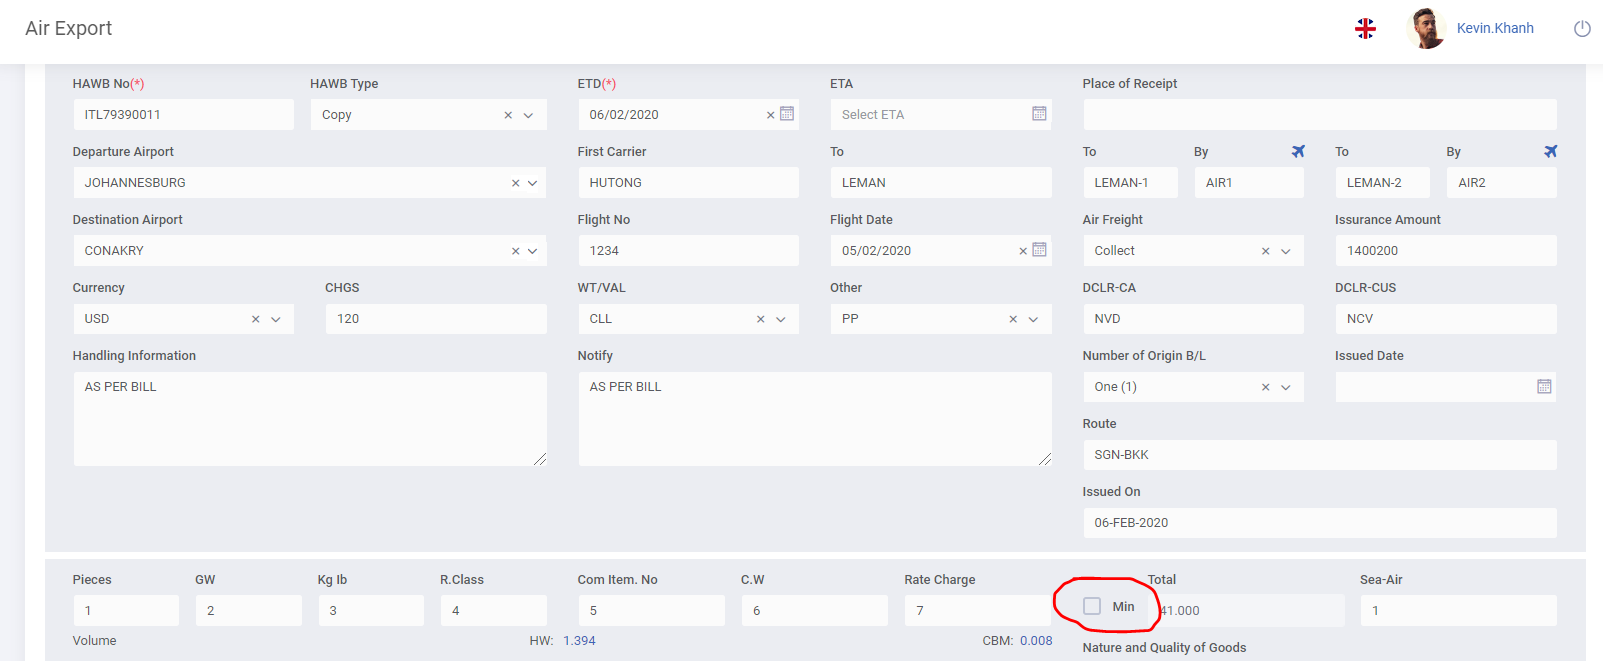 Air Export
Kevin.Khanh
HAWB No(*) HAWB Type ETD(*) ETA Place of Receipt
ITL79390011 Copy 06/02/2020 Select ETA
Departure Airport First Carrier To To By To By
JOHANNESBURG HUTONG LEMAN LEMAN-1 AIR1 LEMAN-2 AIR2
Destination Airport Flight No Flight Date Air Freight Issurance Amount
CONAKRY 1234 05/02/2020 Collect 1400200
Currency CHGS WT/VAL Other DCLR-CA DCLR-CUS
USD 120 CLL PP NVD NCV
Handling Information Notify Number of Origin B/L Issued Date
AS PER BILL AS PER BILL One (1)
Route
SGN-BKK
Issued On
06-FEB-2020
Pieces GW Kg Ib R.Class Com Item. No C.W Rate Charge Total Sea-Air
1 2 3 4 5 6 7 Min 41.000 1
Volume HW: 1.394 CBM: 0.008
Nature and Quality of Goods